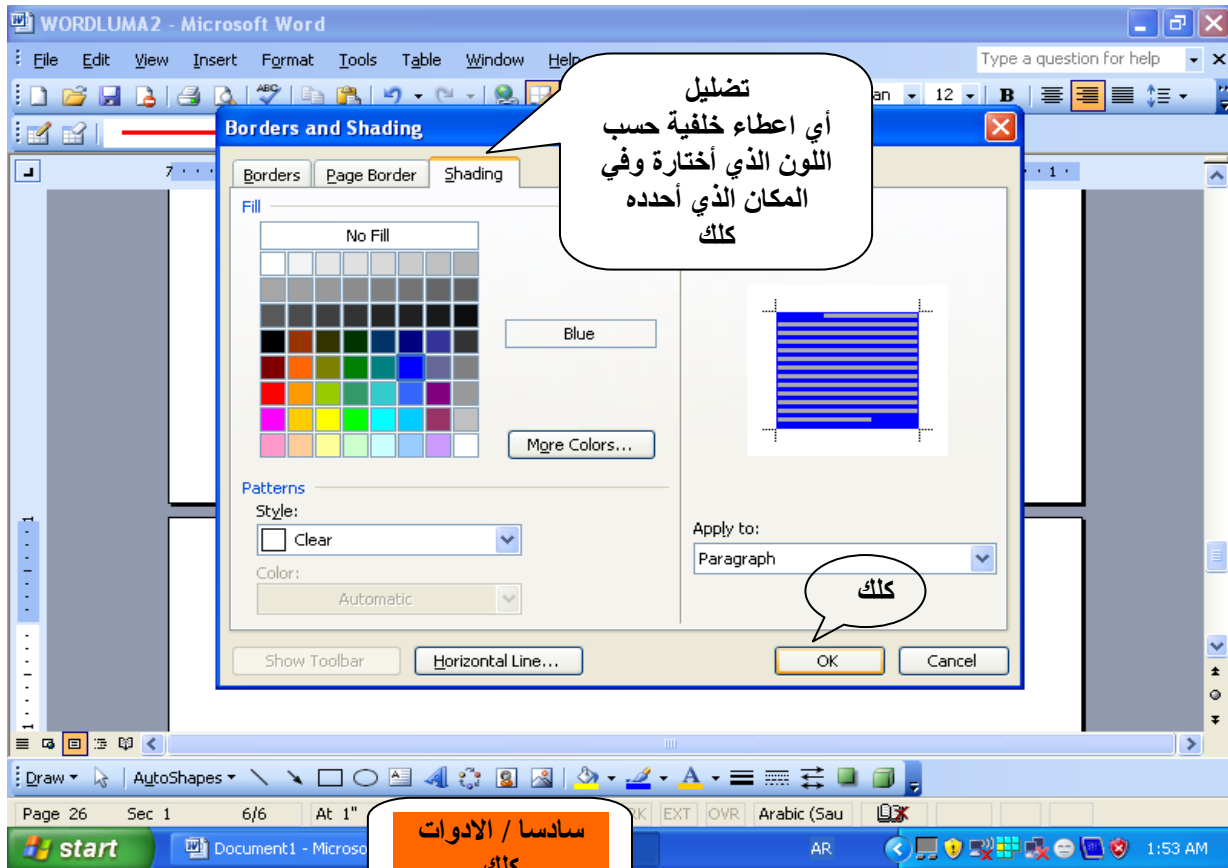 WORDLUMA2 - Microsoft Word
File Edit View Insert Format Tools Table Window Help
Type a question for help
ABC
12 B
تضليل
أي اعطاء خلفية حسب
اللون الذي أختارة وفي
المكان الذي أحدده
كلك
Borders and Shading
7
1
Borders Page Border Shading
Fill
No Fill
Blue
More Colors...
Patterns
Style:
Clear
Color:
Automatic
Apply to:
Paragraph
كلك
Show Toolbar Horizontal Line... OK Cancel
Draw AutoShapes
Page 26 Sec 1 6/6 At 1" EXT OVR Arabic (Sau
سادسا / الادوات
كلك
start Document1 - Microso AR 1:53 AM